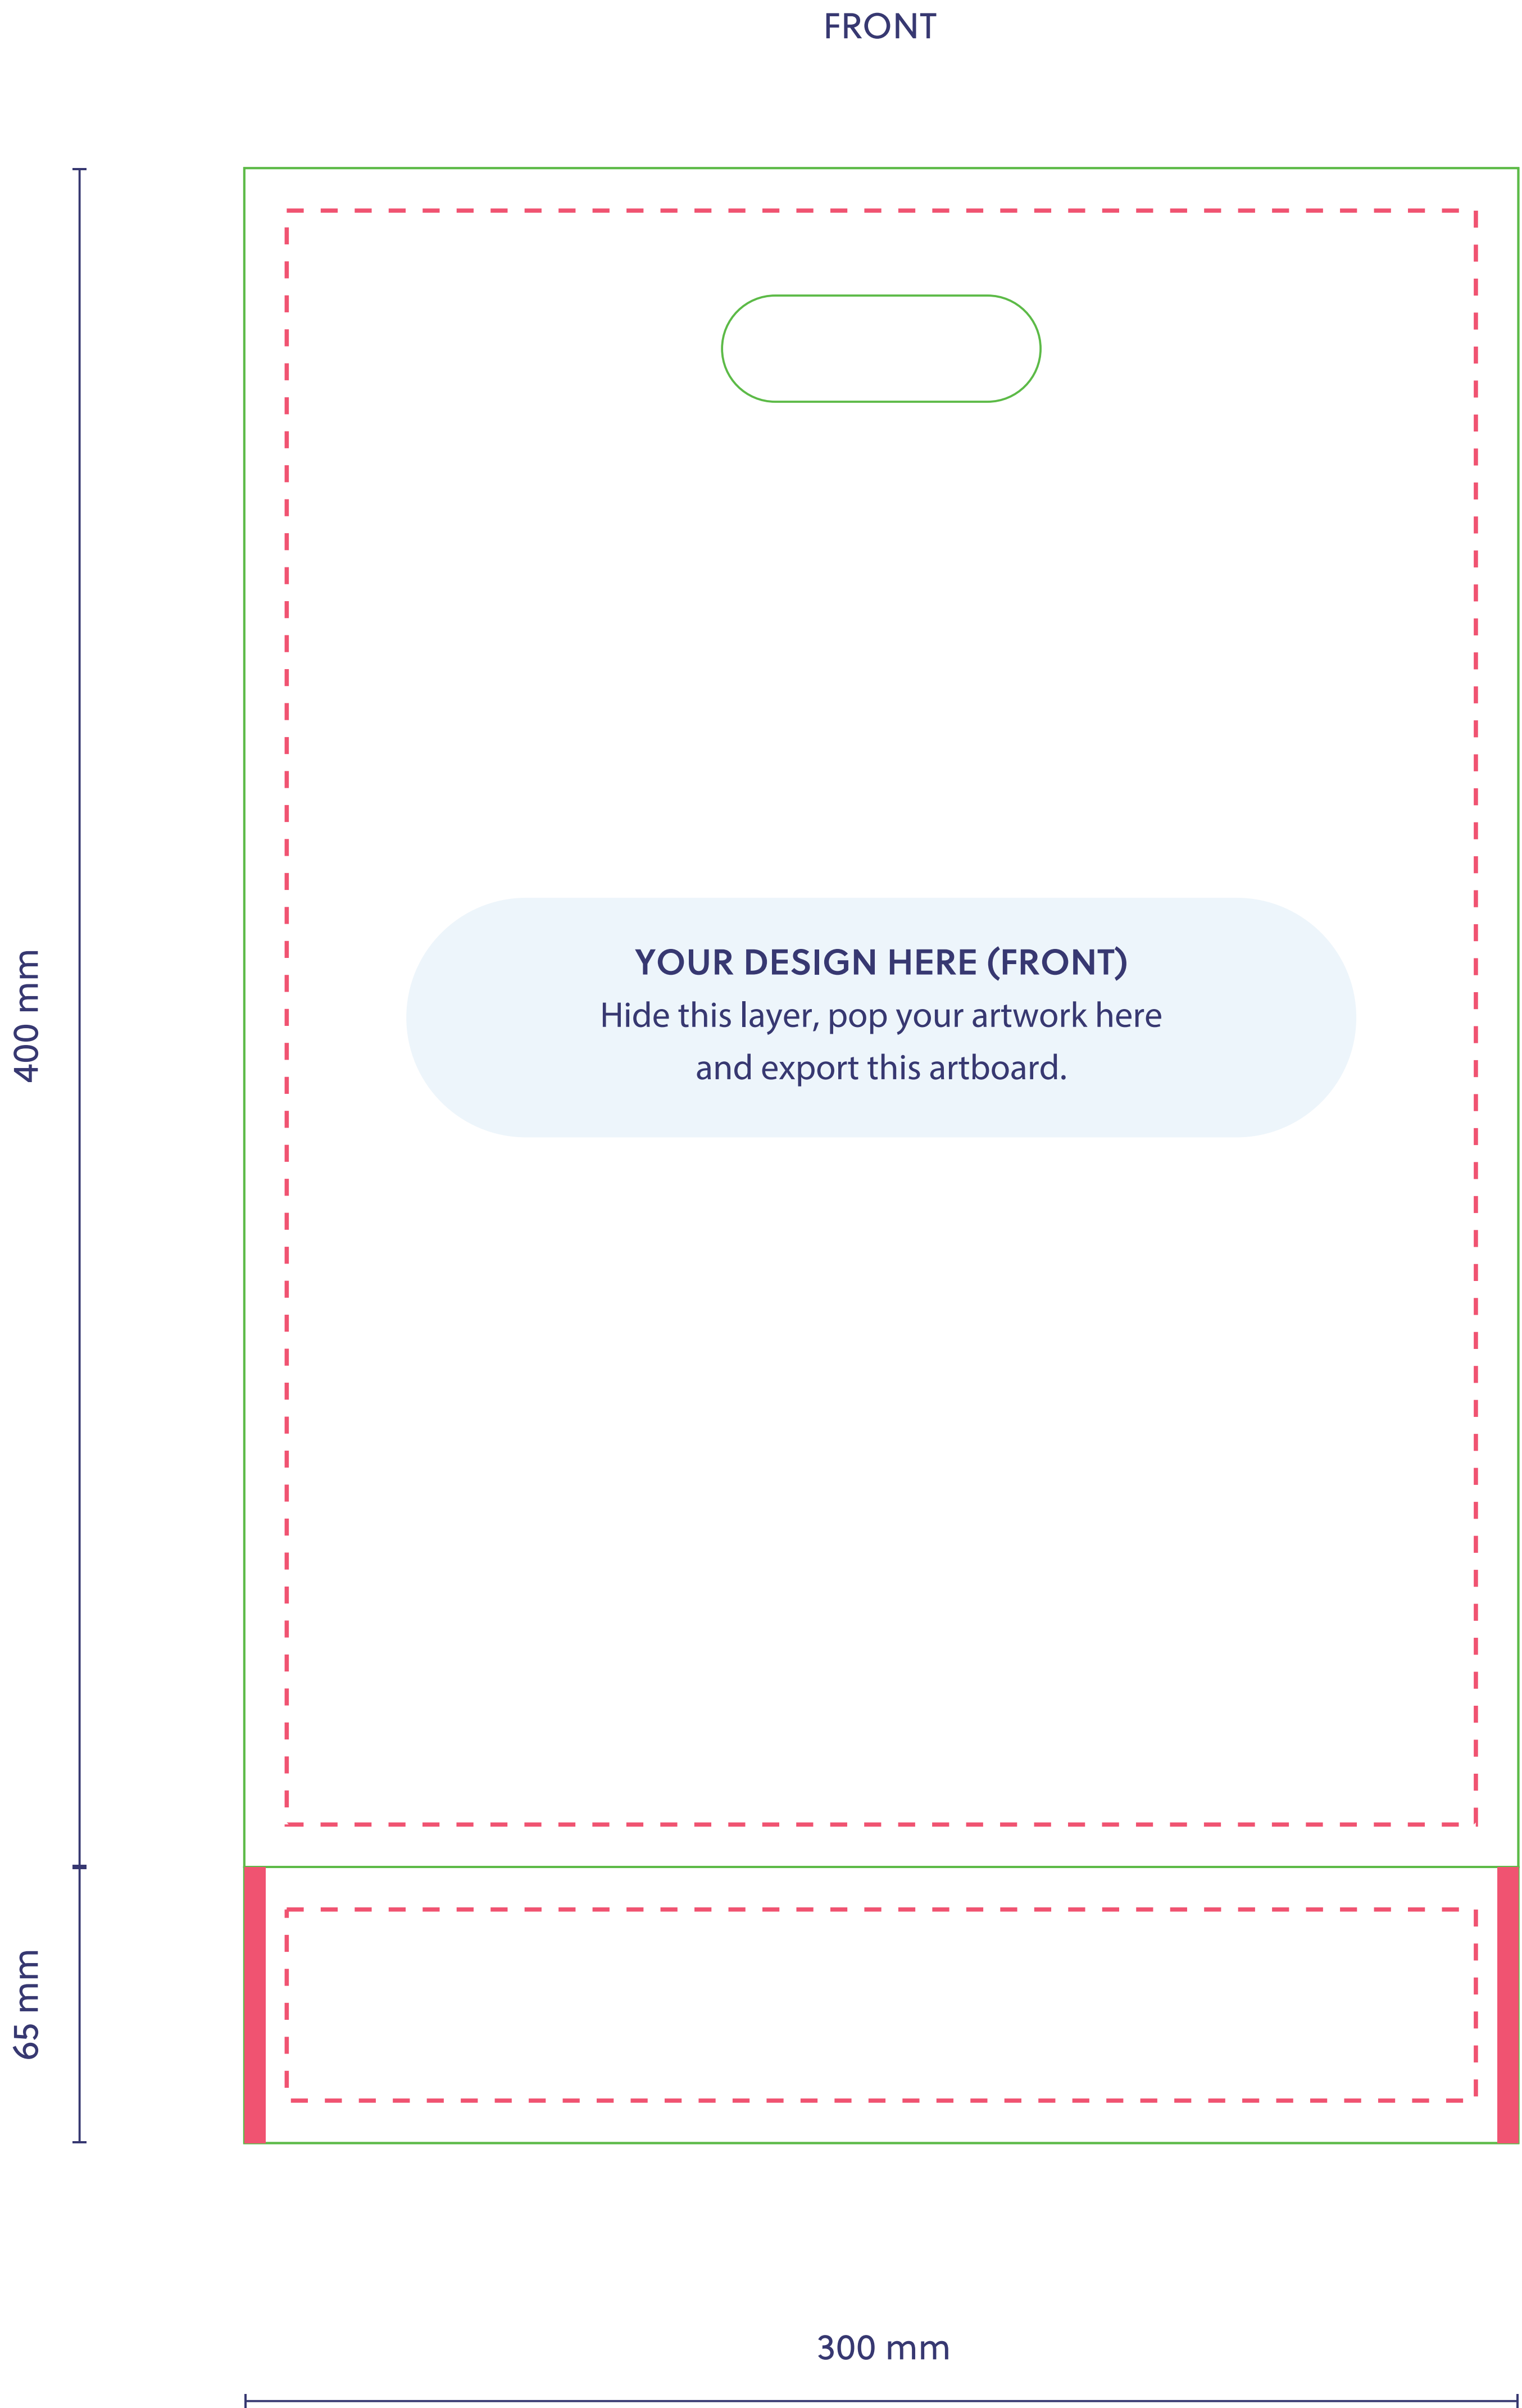 FRONT
400 mm
YOUR DESIGN HERE (FRONT)
Hide this layer, pop your artwork here
and export this artboard.
65 mm
300 mm